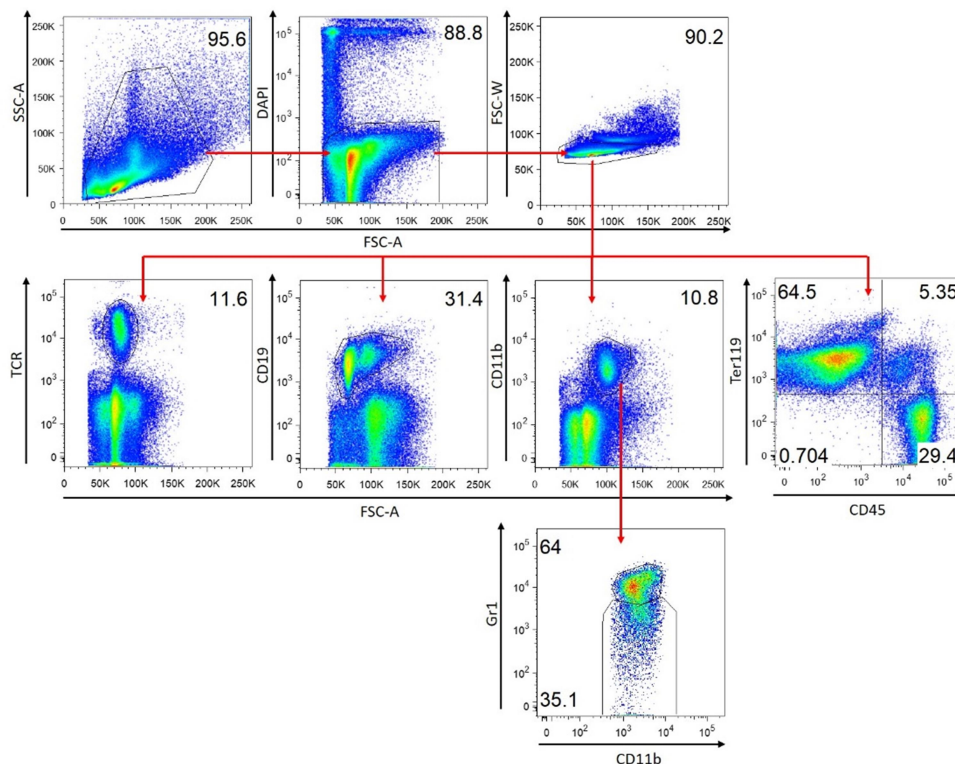 95.6
250K
200K
150K
100K
50K
0
SSC-A
0 50K 100K 150K 200K 250K
88.8
10^5
10^4
10^3
10^2
0
DAPI
0 50K 100K 150K 200K 250K
90.2
250K
200K
150K
100K
50K
0
FSC-W
0 50K 100K 150K 200K 250K
FSC-A
11.6
10^5
10^4
10^3
10^2
0
TCR
0 50K 100K 150K 200K 250K
31.4
10^5
10^4
10^3
10^2
0
CD19
0 50K 100K 150K 200K 250K
10.8
10^5
10^4
10^3
10^2
0
CD11b
0 50K 100K 150K 200K 250K
FSC-A
64.5 5.35
0.704 29.4
10^5
10^4
10^3
10^2
0
Ter119
0 10^2 10^3 10^4 10^5
CD45
64
35.1
10^5
10^4
10^3
10^2
0
Gr1
0 10^2 10^3 10^4 10^5
CD11b